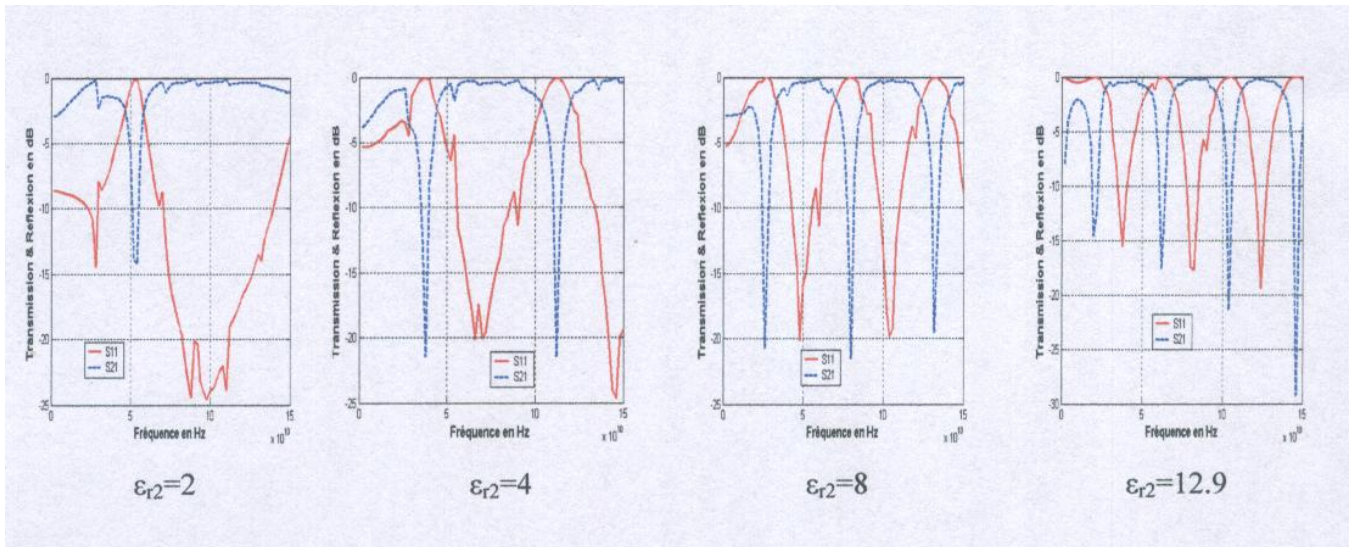 Transmission & Reflexion en dB
0
-5
-10
-15
-20
-25
S11
S21
0
5
10
15
Fréquence en Hz
x 10¹⁰
εr2=2
Transmission & Reflexion en dB
0
-5
-10
-15
-20
-25
S11
S21
0
5
10
15
Fréquence en Hz
x 10¹⁰
εr2=4
Transmission & Reflexion en dB
0
-5
-10
-15
-20
-25
S11
S21
0
5
10
15
Fréquence en Hz
x 10¹⁰
εr2=8
Transmission & Reflexion en dB
0
-5
-10
-15
-20
-25
-30
S11
S21
0
5
10
15
Fréquence en Hz
x 10¹⁰
εr2=12.9